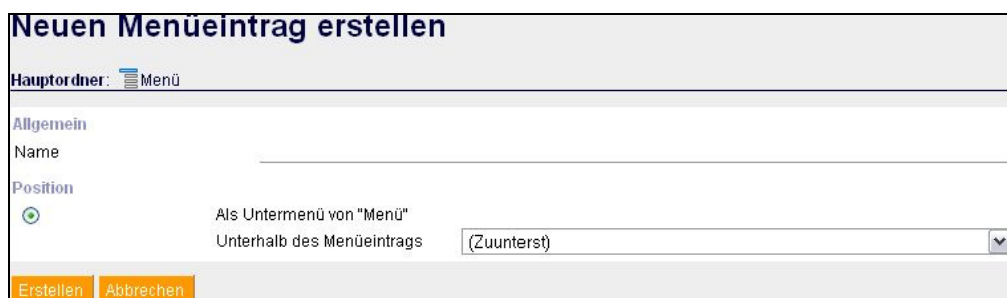 Neuen Menüeintrag erstellen
Hauptordner: Menü
Allgemein
Name
Position
Als Untermenü von "Menü"
Unterhalb des Menüeintrags (Zuunterst)
Erstellen Abbrechen